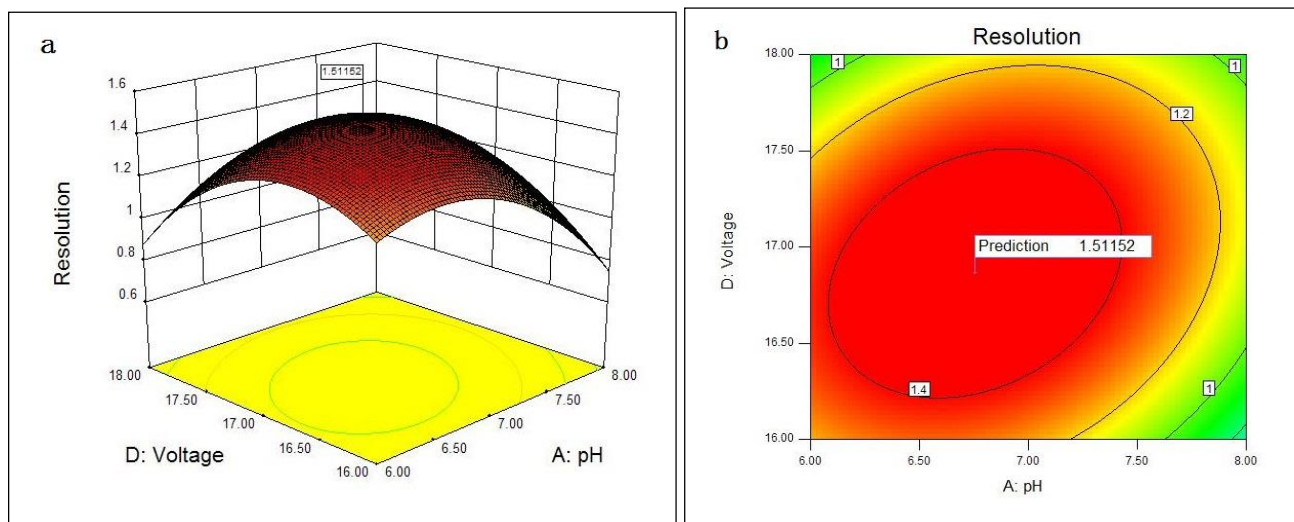 a
1.51152
1.6
1.4
1.2
1
0.8
0.6
Resolution
18.00
17.50
17.00
16.50
16.00
D: Voltage
6.00
6.50
7.00
7.50
8.00
A: pH
b
Resolution
18.00
17.50
17.00
16.50
16.00
D: Voltage
1
1
1.2
Prediction 1.51152
1.4
1
6.00 6.50 7.00 7.50 8.00
A: pH